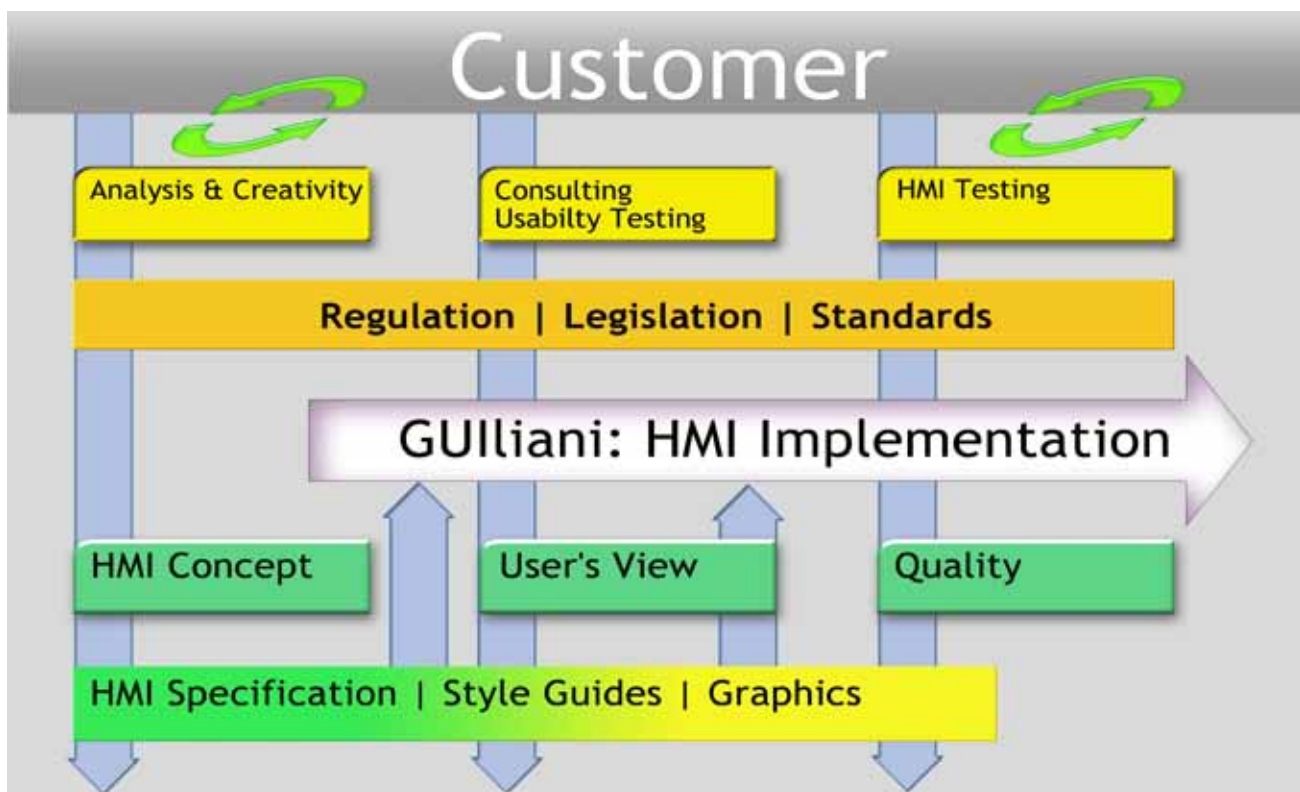 Customer
Analysis & Creativity
Consulting
Usabilty Testing
HMI Testing
Regulation | Legislation | Standards
GUIliani: HMI Implementation
HMI Concept
User's View
Quality
HMI Specification | Style Guides | Graphics